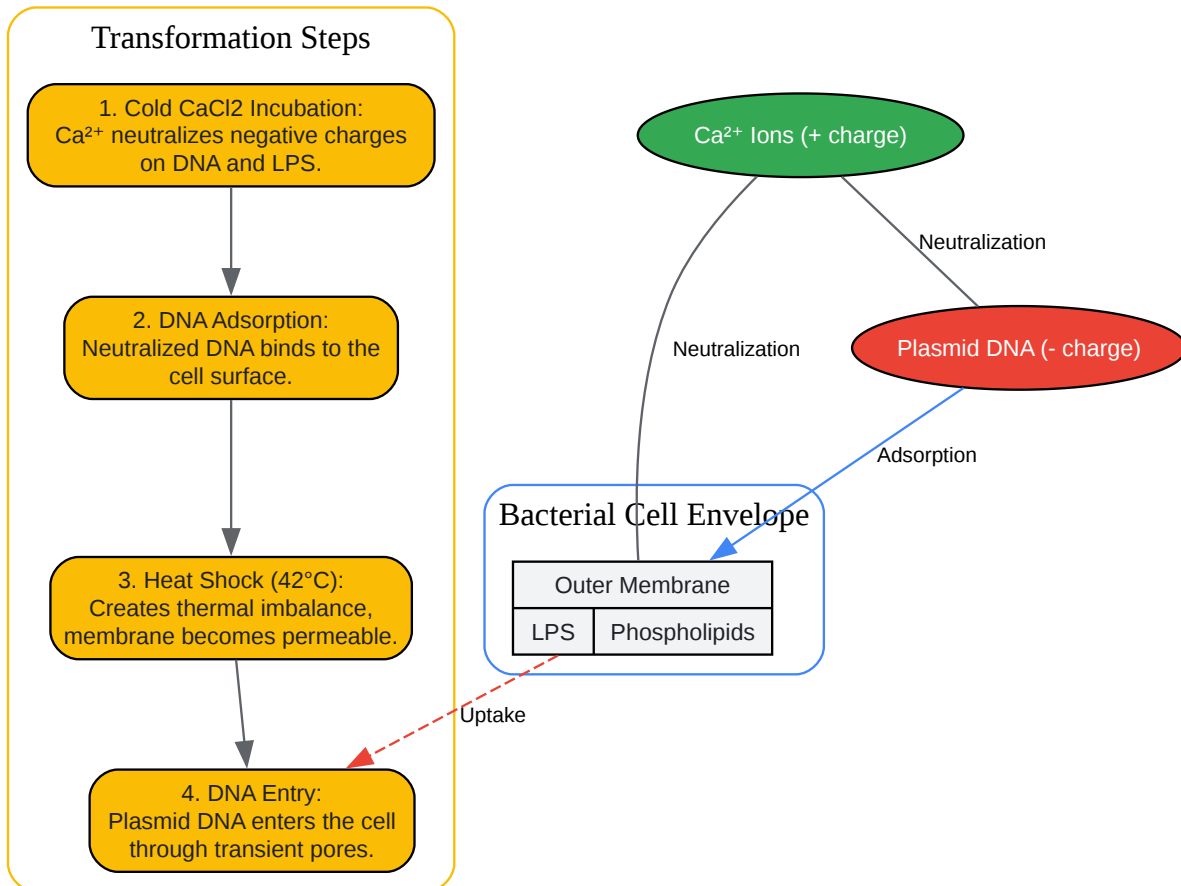 Transformation Steps
1. Cold CaCl2 Incubation:
Ca²⁺ neutralizes negative charges
on DNA and LPS.
2. DNA Adsorption:
Neutralized DNA binds to the
cell surface.
3. Heat Shock (42°C):
Creates thermal imbalance,
membrane becomes permeable.
4. DNA Entry:
Plasmid DNA enters the cell
through transient pores.
Ca²⁺ Ions (+ charge)
Neutralization
Plasmid DNA (- charge)
Neutralization
Adsorption
Bacterial Cell Envelope
Outer Membrane
LPS
Phospholipids
Uptake